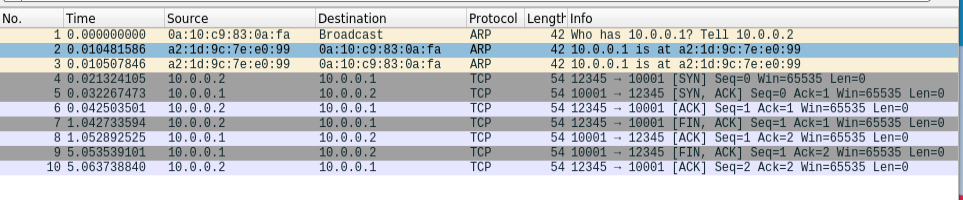 No. Time Source Destination Protocol Length Info
1 0.000000000 0a:10:c9:83:0a:fa Broadcast ARP 42 Who has 10.0.0.1? Tell 10.0.0.2
2 0.010481586 a2:1d:9c:7e:e0:99 0a:10:c9:83:0a:fa ARP 42 10.0.0.1 is at a2:1d:9c:7e:e0:99
3 0.010507846 a2:1d:9c:7e:e0:99 0a:10:c9:83:0a:fa ARP 42 10.0.0.1 is at a2:1d:9c:7e:e0:99
4 0.021324105 10.0.0.2 10.0.0.1 TCP 54 12345 → 10001 [SYN] Seq=0 Win=65535 Len=0
5 0.032267473 10.0.0.1 10.0.0.2 TCP 54 10001 → 12345 [SYN, ACK] Seq=0 Ack=1 Win=65535 Len=0
6 0.042503501 10.0.0.2 10.0.0.1 TCP 54 12345 → 10001 [ACK] Seq=1 Ack=1 Win=65535 Len=0
7 1.042733594 10.0.0.2 10.0.0.1 TCP 54 12345 → 10001 [FIN, ACK] Seq=1 Ack=1 Win=65535 Len=0
8 1.052892525 10.0.0.1 10.0.0.2 TCP 54 10001 → 12345 [ACK] Seq=1 Ack=2 Win=65535 Len=0
9 5.053539101 10.0.0.1 10.0.0.2 TCP 54 10001 → 12345 [FIN, ACK] Seq=1 Ack=2 Win=65535 Len=0
10 5.063738840 10.0.0.2 10.0.0.1 TCP 54 12345 → 10001 [ACK] Seq=2 Ack=2 Win=65535 Len=0